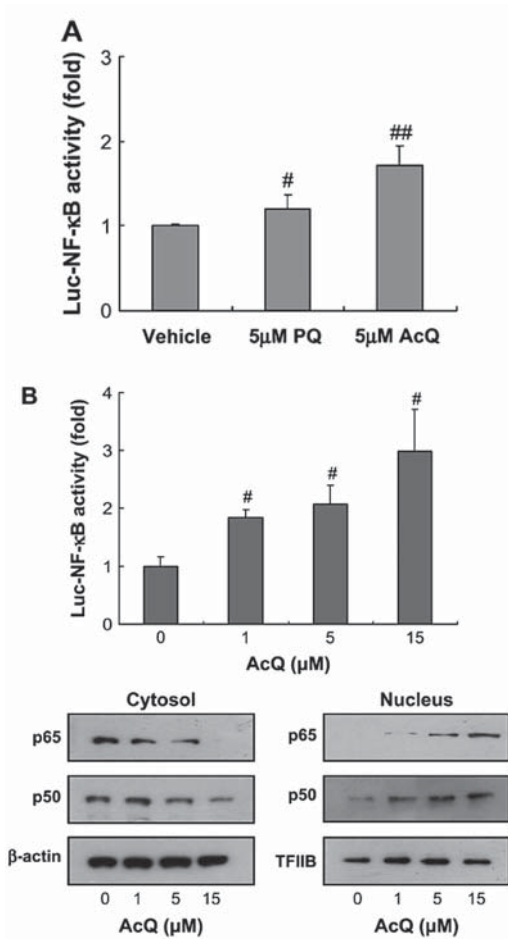 A
Luc-NF-κB activity (fold)
3
2
1
0
#
##
Vehicle 5μM PQ 5μM AcQ
B
Luc-NF-κB activity (fold)
4
3
2
1
0
#
#
#
0 1 5 15
AcQ (μM)
Cytosol
p65
p50
β-actin
0 1 5 15
AcQ (μM)
Nucleus
p65
p50
TFIIB
0 1 5 15
AcQ (μM)